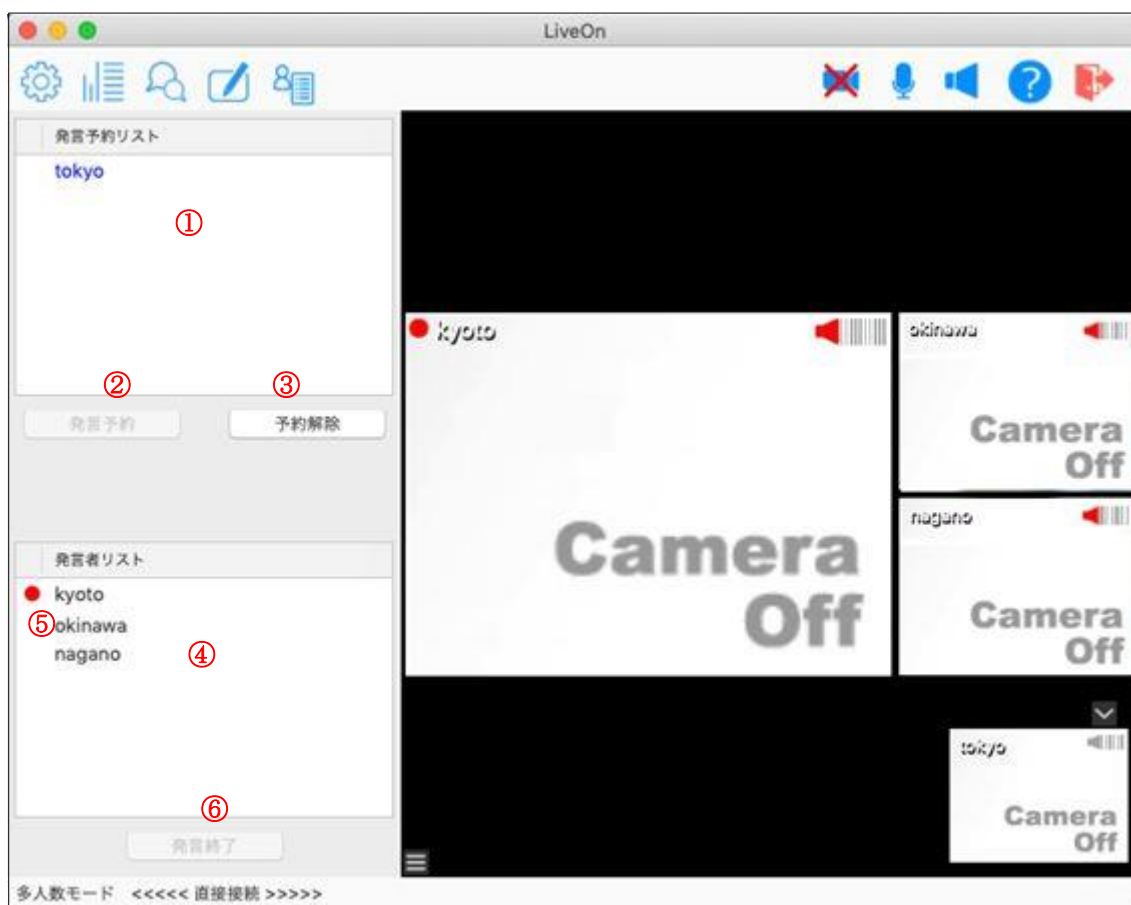 LiveOn
発言予約リスト
tokyo
①
② ③
発言予約 予約解除
発言者リスト
kyoto
⑤okinawa
nagano ④
⑥
発言終了
多人数モード <<<<< 直接接続 >>>>>
kyoto
Camera
Off
okinawa
Camera
Off
nagano
Camera
Off
tokyo
Camera
Off